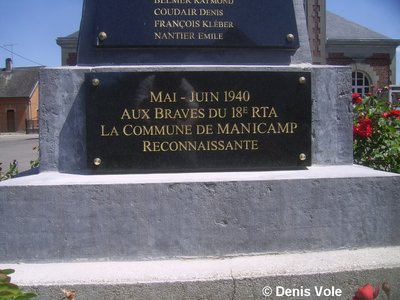 BELMER RAYMOND
COUDAIR DENIS
FRANÇOIS KLÉBER
NANTIER EMILE
MAI - JUIN 1940
AUX BRAVES DU 18E RTA
LA COMMUNE DE MANICAMP
RECONNAISSANTE
© Denis Vole